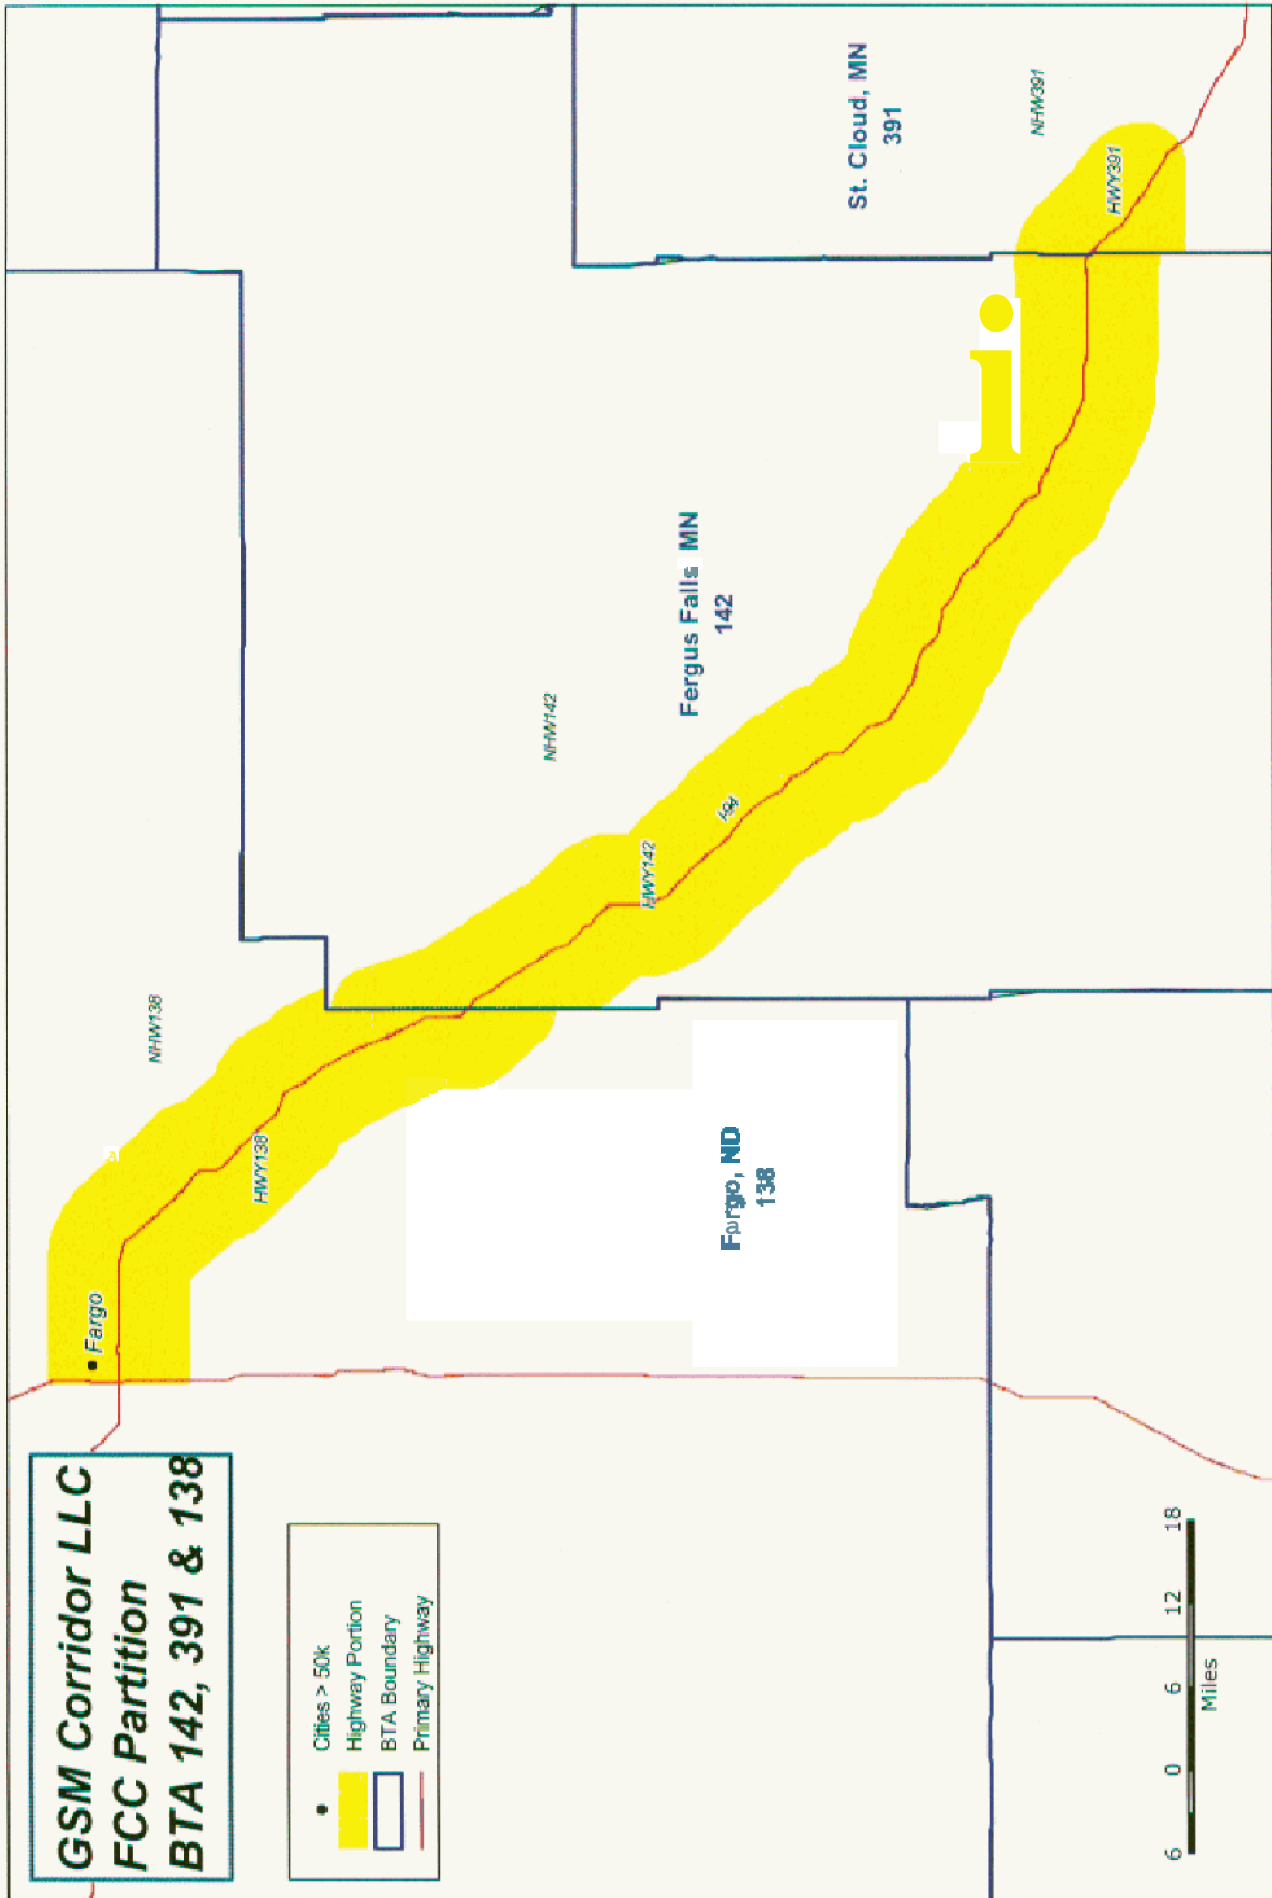 GSM Corridor LLC
FCC Partition
BTA 142, 391 & 138
Cities > 50k
Highway Portion
BTA Boundary
Primary Highway
6 0 6 12 18
Miles
Fargo
HWY138
NHW138
Fargo, ND
138
HWY142
I94
NHW142
Fergus Falls MN
142
St. Cloud, MN
391
NHW391
HWY391